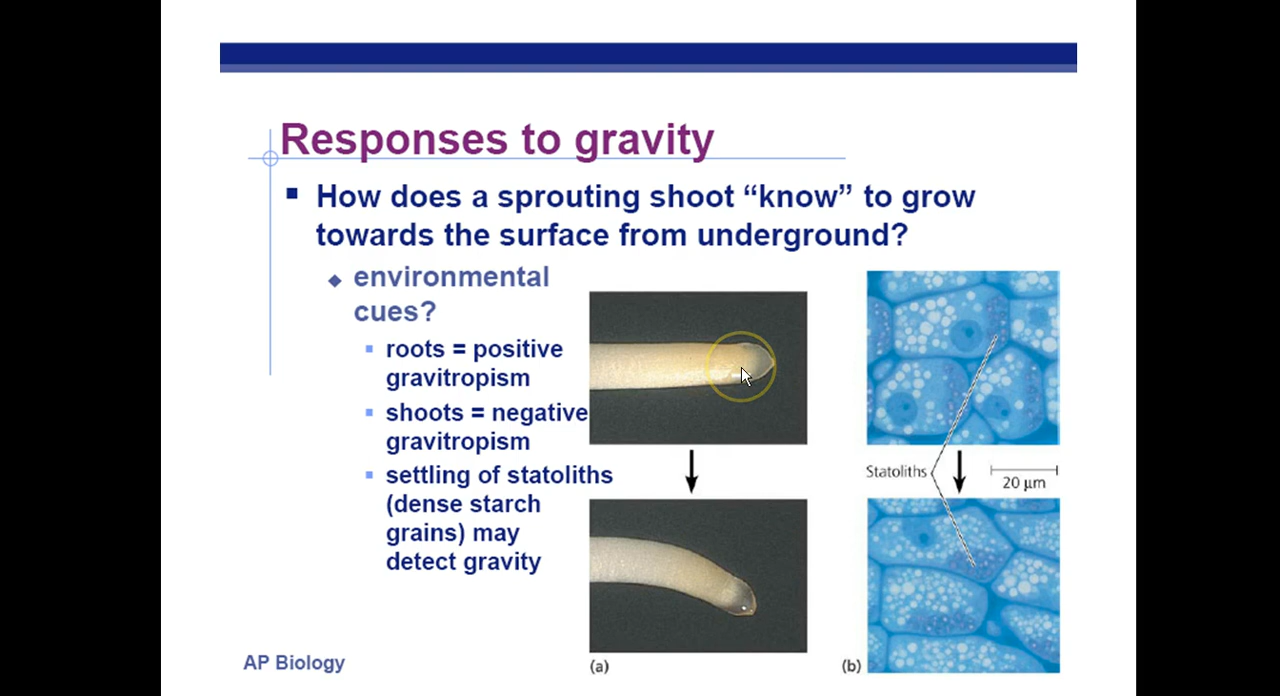 Responses to gravity
How does a sprouting shoot “know” to grow
towards the surface from underground?
environmental
cues?
roots = positive
gravitropism
shoots = negative
gravitropism
settling of statoliths
(dense starch
grains) may
detect gravity
Statoliths
20 µm
(a)
(b)
AP Biology